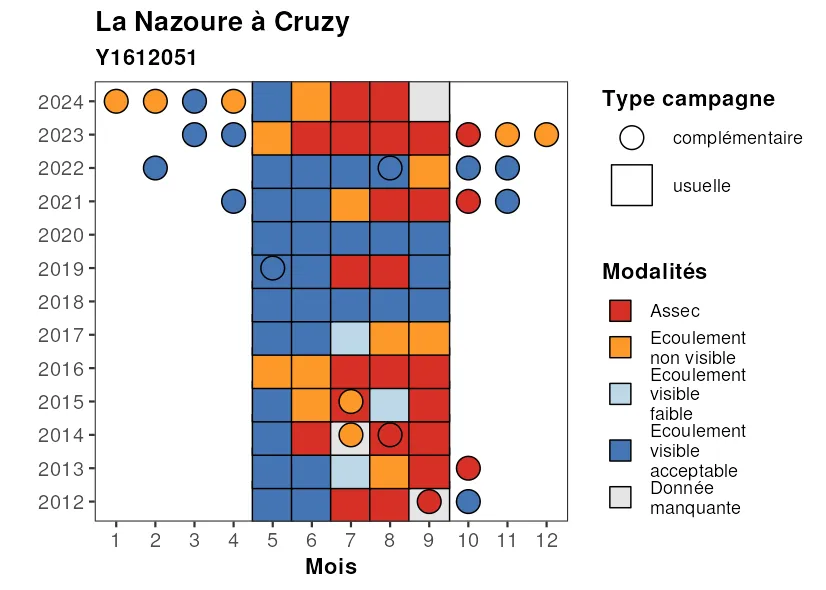 La Nazoure à Cruzy
Y1612051
2024
2023
2022
2021
2020
2019
2018
2017
2016
2015
2014
2013
2012
1 2 3 4 5 6 7 8 9 10 11 12
Mois
Type campagne
complémentaire
usuelle
Modalités
Assec
Ecoulement
non visible
Ecoulement
visible
faible
Ecoulement
visible
acceptable
Donnée
manquante